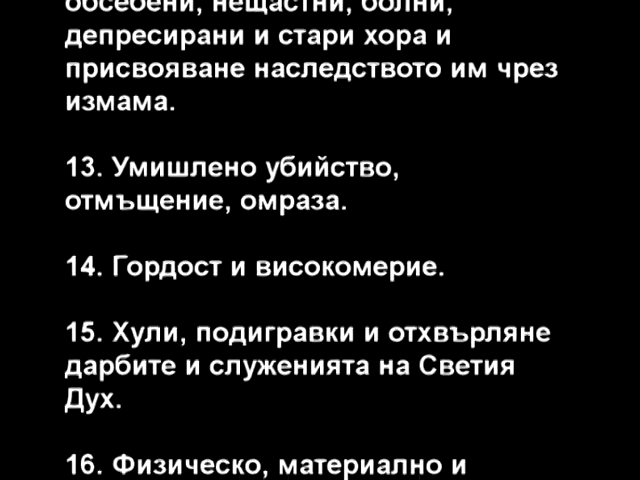 обсебени, нещастни, болни,
депресирани и стари хора и
присвояване наследството им чрез
измама.
13. Умишлено убийство,
отмъщение, омраза.
14. Гордост и високомерие.
15. Хули, подигравки и отхвърляне
дарбите и служенията на Светия
Дух.
16. Физическо, материално и